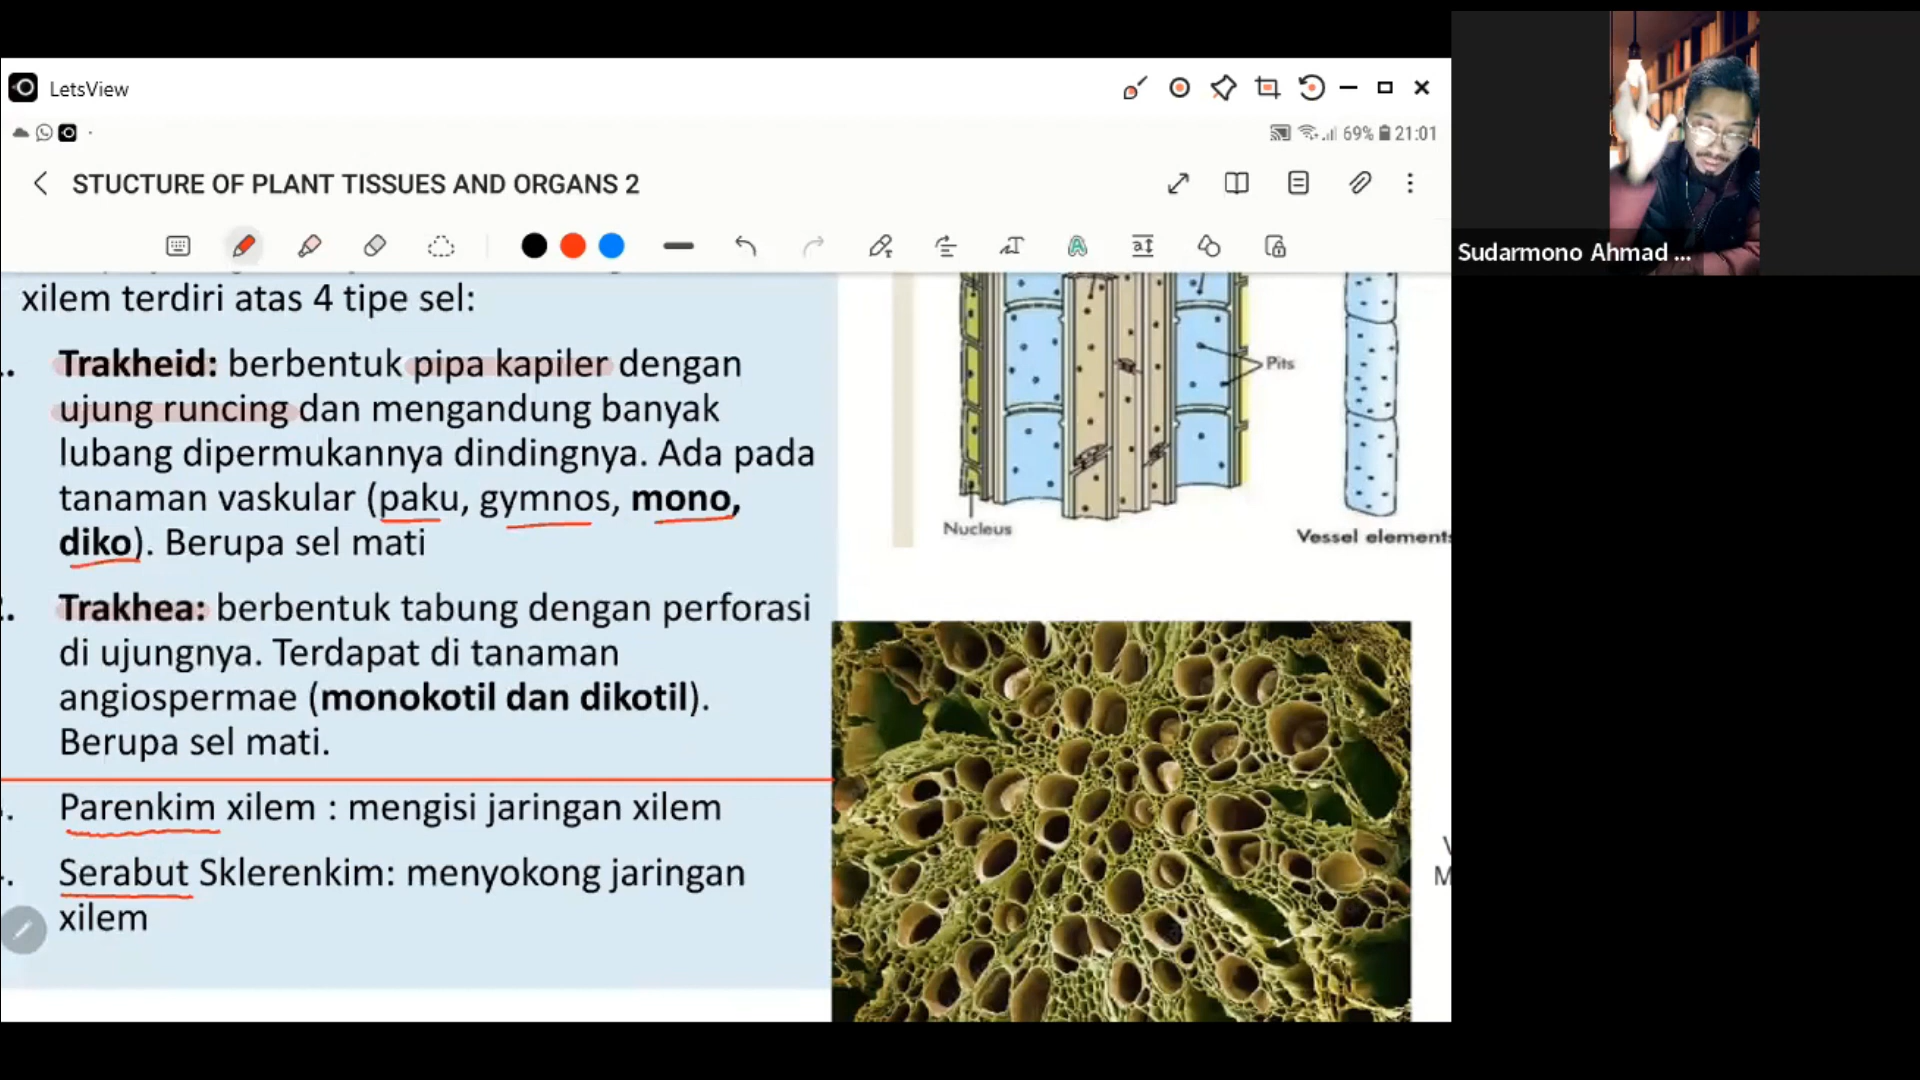 LetsView
69% 21:01
STUCTURE OF PLANT TISSUES AND ORGANS 2
xilem terdiri atas 4 tipe sel:
Trakheid: berbentuk pipa kapiler dengan
ujung runcing dan mengandung banyak
lubang dipermukannya dindingnya. Ada pada
tanaman vaskular (paku, gymnos, mono,
diko). Berupa sel mati
Trakhea: berbentuk tabung dengan perforasi
di ujungnya. Terdapat di tanaman
angiospermae (monokotil dan dikotil).
Berupa sel mati.
Parenkim xilem : mengisi jaringan xilem
Serabut Sklerenkim: menyokong jaringan
xilem
Pits
Nucleus
Vessel elements
M
Sudarmono Ahmad ...